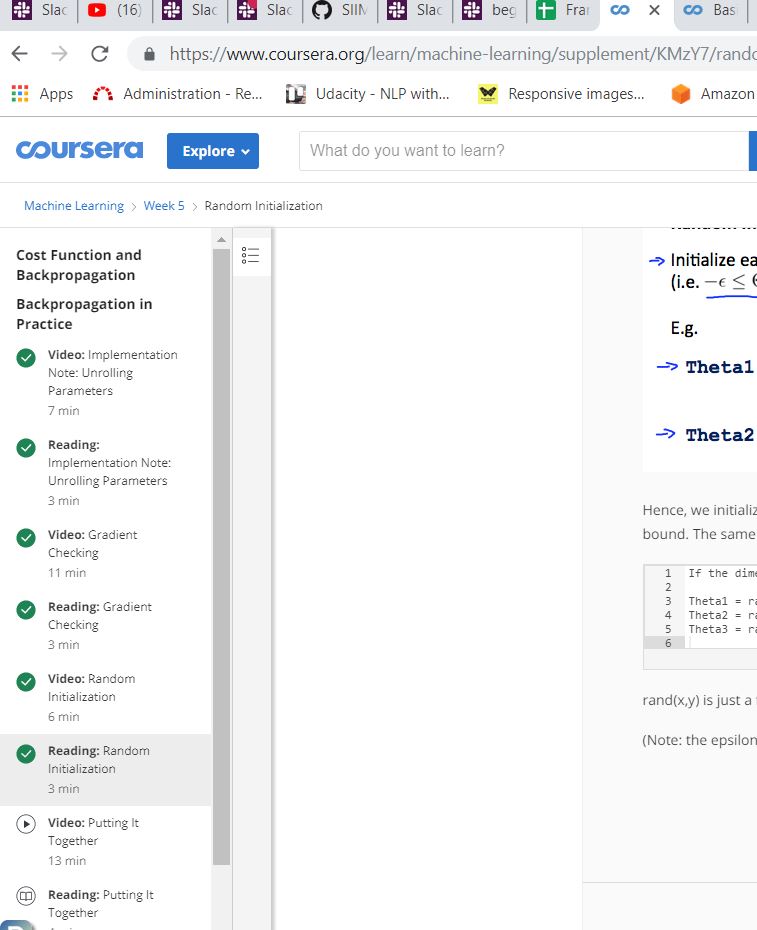 Slac
(16)
Slac
Slac
SIIM
Slac
beg
Fra
Bas
https://www.coursera.org/learn/machine-learning/supplement/KMzY7/rando
Apps
Administration - Re...
Udacity - NLP with...
Responsive images...
Amazon
coursera
Explore
What do you want to learn?
Machine Learning > Week 5 > Random Initialization
Cost Function and
Backpropagation
Backpropagation in
Practice
Video: Implementation
Note: Unrolling
Parameters
7 min
Reading:
Implementation Note:
Unrolling Parameters
3 min
Video: Gradient
Checking
11 min
Reading: Gradient
Checking
3 min
Video: Random
Initialization
6 min
Reading: Random
Initialization
3 min
Video: Putting It
Together
13 min
Reading: Putting It
Together
→ Initialize ea
(i.e. −ϵ ≤ Θ
E.g.
→ Theta1
→ Theta2
Hence, we initializ
bound. The same
1 If the dime
2
3 Theta1 = ra
4 Theta2 = ra
5 Theta3 = ra
6
rand(x,y) is just a
(Note: the epsilon